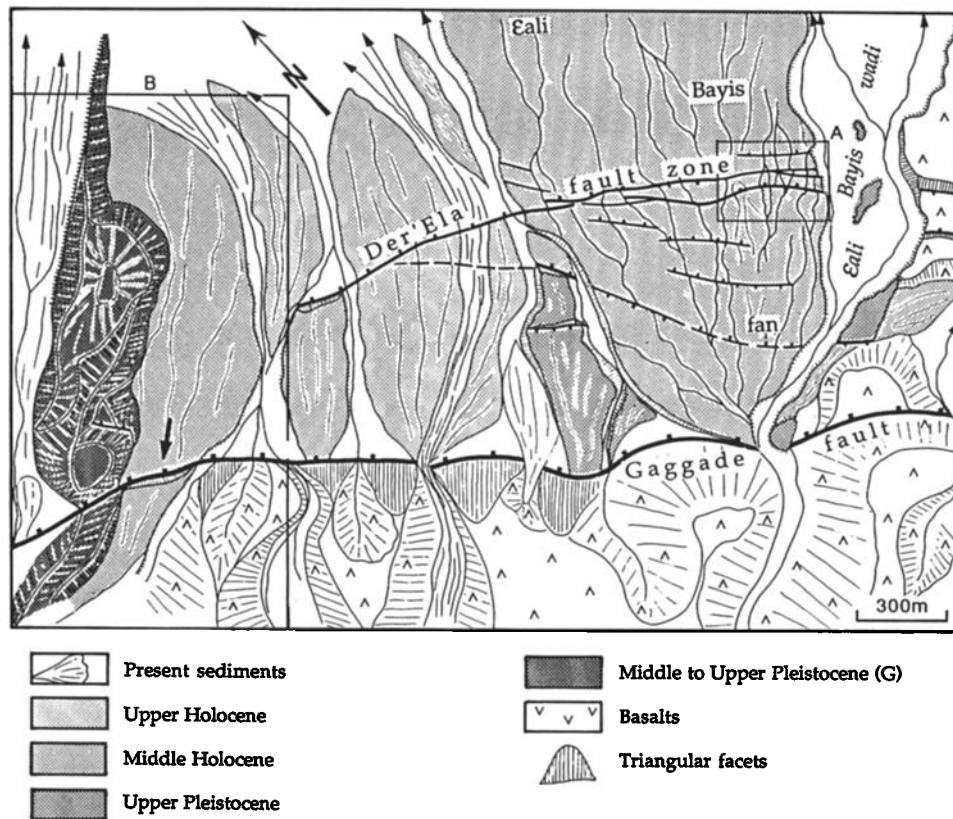 B
N
Ɛali
Bayis
wadi
A
Bayis
Ɛali
Der'Ela fault zone
fan
Gaggade fault
300m
Present sediments
Upper Holocene
Middle Holocene
Upper Pleistocene
Middle to Upper Pleistocene (G)
Basalts
Triangular facets